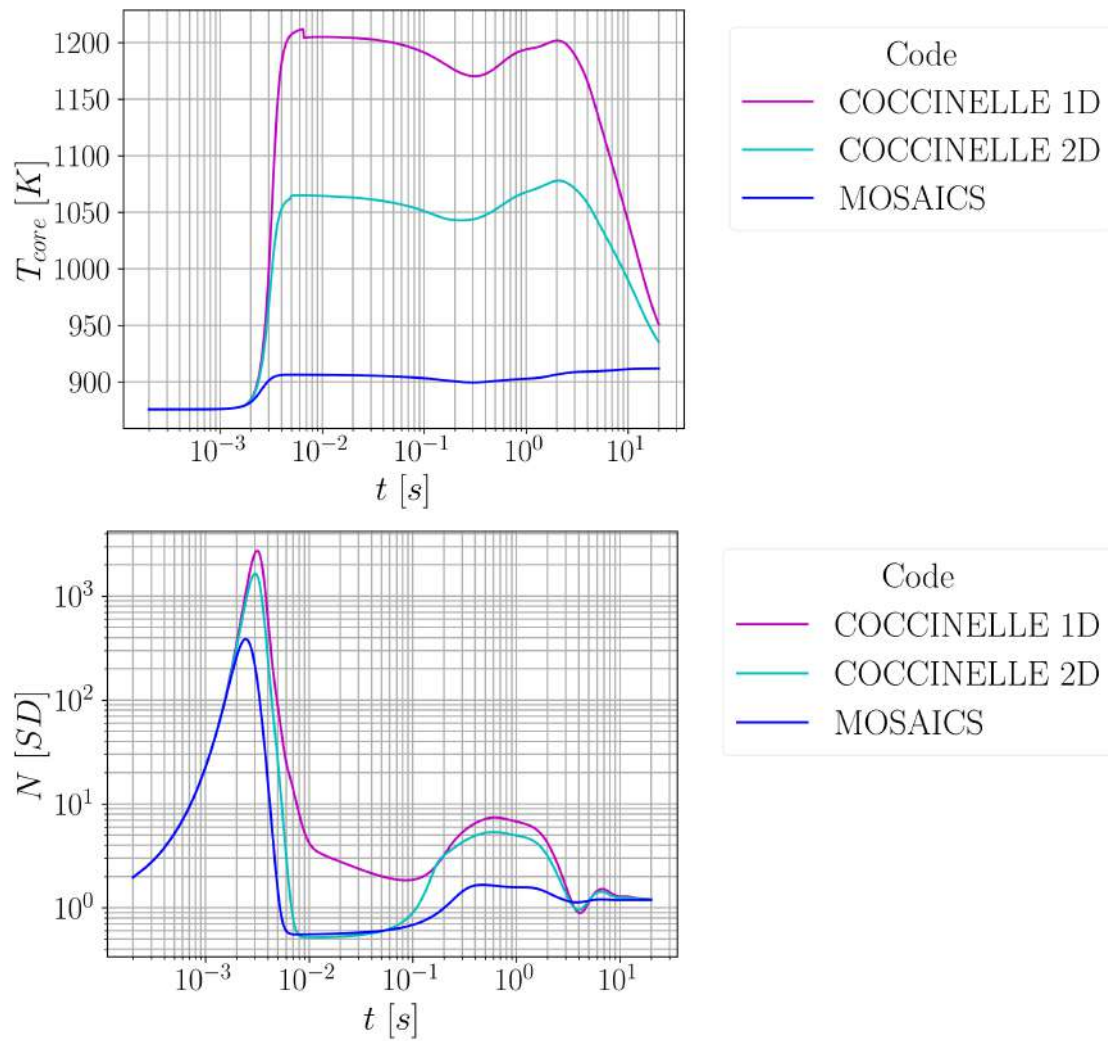 1200
1150
1100
1050
1000
950
900
T_core [K]
10^−3 10^−2 10^−1 10^0 10^1
t [s]
Code
COCCINELLE 1D
COCCINELLE 2D
MOSAICS
10^3
10^2
10^1
10^0
N [SD]
10^−3 10^−2 10^−1 10^0 10^1
t [s]
Code
COCCINELLE 1D
COCCINELLE 2D
MOSAICS